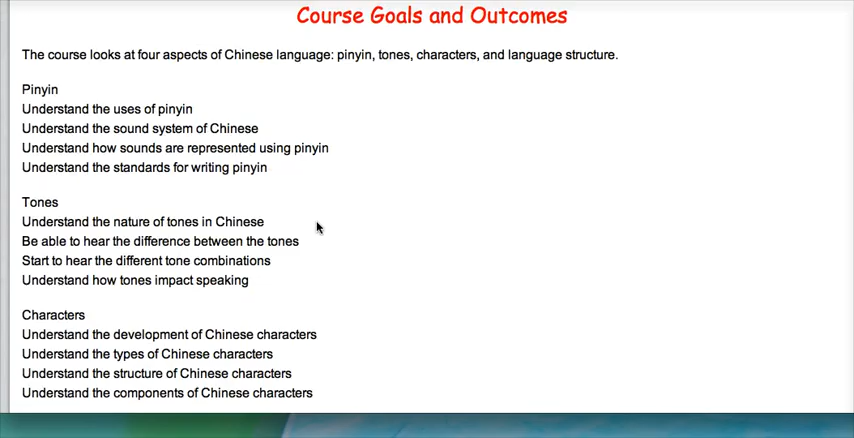 Course Goals and Outcomes
The course looks at four aspects of Chinese language: pinyin, tones, characters, and language structure.
Pinyin
Understand the uses of pinyin
Understand the sound system of Chinese
Understand how sounds are represented using pinyin
Understand the standards for writing pinyin
Tones
Understand the nature of tones in Chinese
Be able to hear the difference between the tones
Start to hear the different tone combinations
Understand how tones impact speaking
Characters
Understand the development of Chinese characters
Understand the types of Chinese characters
Understand the structure of Chinese characters
Understand the components of Chinese characters